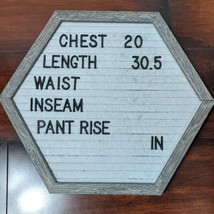 CHEST 20
LENGTH 30.5
WAIST
INSEAM
PANT RISE
IN